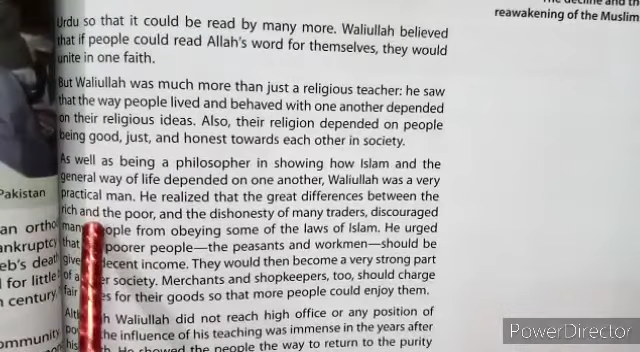 The decline and th
reawakening of the Muslim
Urdu so that it could be read by many more. Waliullah believed
that if people could read Allah's word for themselves, they would
unite in one faith.
But Waliullah was much more than just a religious teacher: he saw
that the way people lived and behaved with one another depended
on their religious ideas. Also, their religion depended on people
being good, just, and honest towards each other in society.
As well as being a philosopher in showing how Islam and the
general way of life depended on one another, Waliullah was a very
practical man. He realized that the great differences between the
rich and the poor, and the dishonesty of many traders, discouraged
many people from obeying some of the laws of Islam. He urged
that poorer people—the peasants and workmen—should be
given decent income. They would then become a very strong part
of a society. Merchants and shopkeepers, too, should charge
fair for their goods so that more people could enjoy them.
Waliullah did not reach high office or any position of
the influence of his teaching was immense in the years after
his He showed the people the way to return to the purity
Pakistan
an ortho
ankruptcy
eb's death
for little
century,
ommunity
PowerDirector